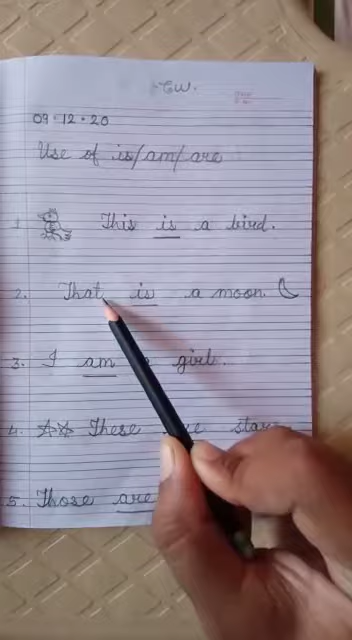 C.W.
09.12.20
Use of is/am/are
1. This is a bird.
2. That is a moon.
3. I am girl.
4. These stars
5. Those are